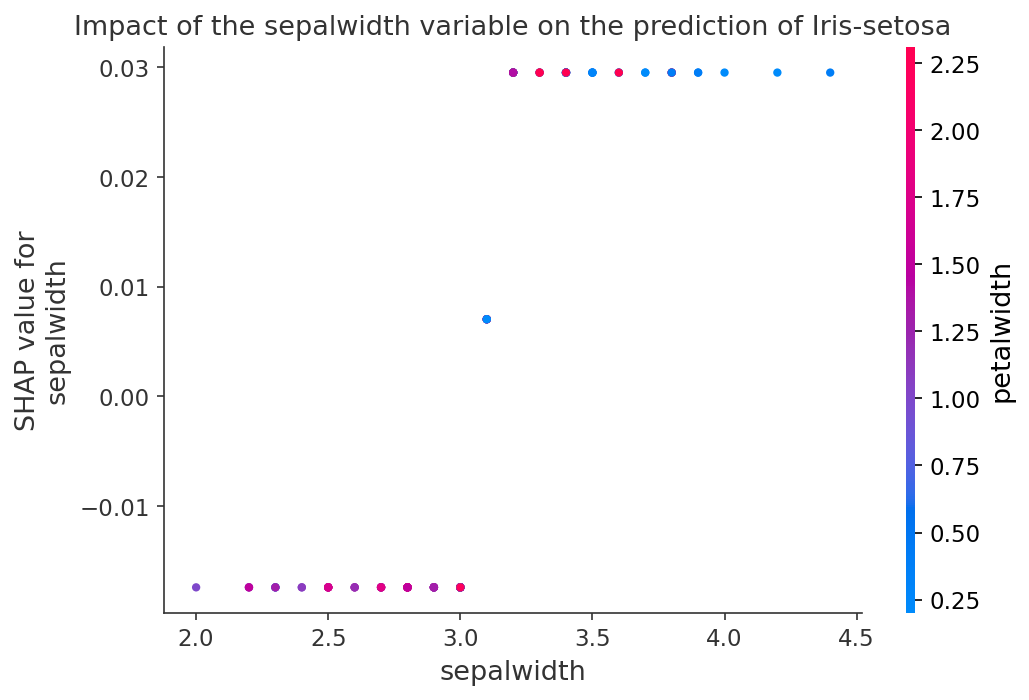 Impact of the sepalwidth variable on the prediction of Iris-setosa
0.03
0.02
0.01
0.00
−0.01
SHAP value for
sepalwidth
2.0 2.5 3.0 3.5 4.0 4.5
sepalwidth
2.25
2.00
1.75
1.50
1.25
1.00
0.75
0.50
0.25
petalwidth